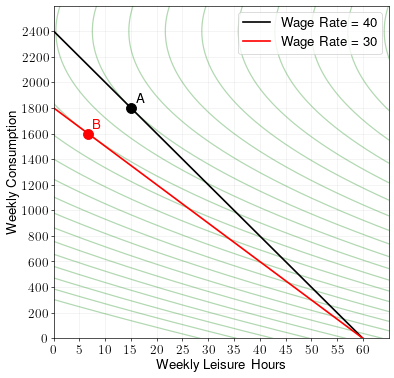 Wage Rate = 40
Wage Rate = 30
A
B
Weekly Consumption
2400
2200
2000
1800
1600
1400
1200
1000
800
600
400
200
0
0 5 10 15 20 25 30 35 40 45 50 55 60
Weekly Leisure Hours